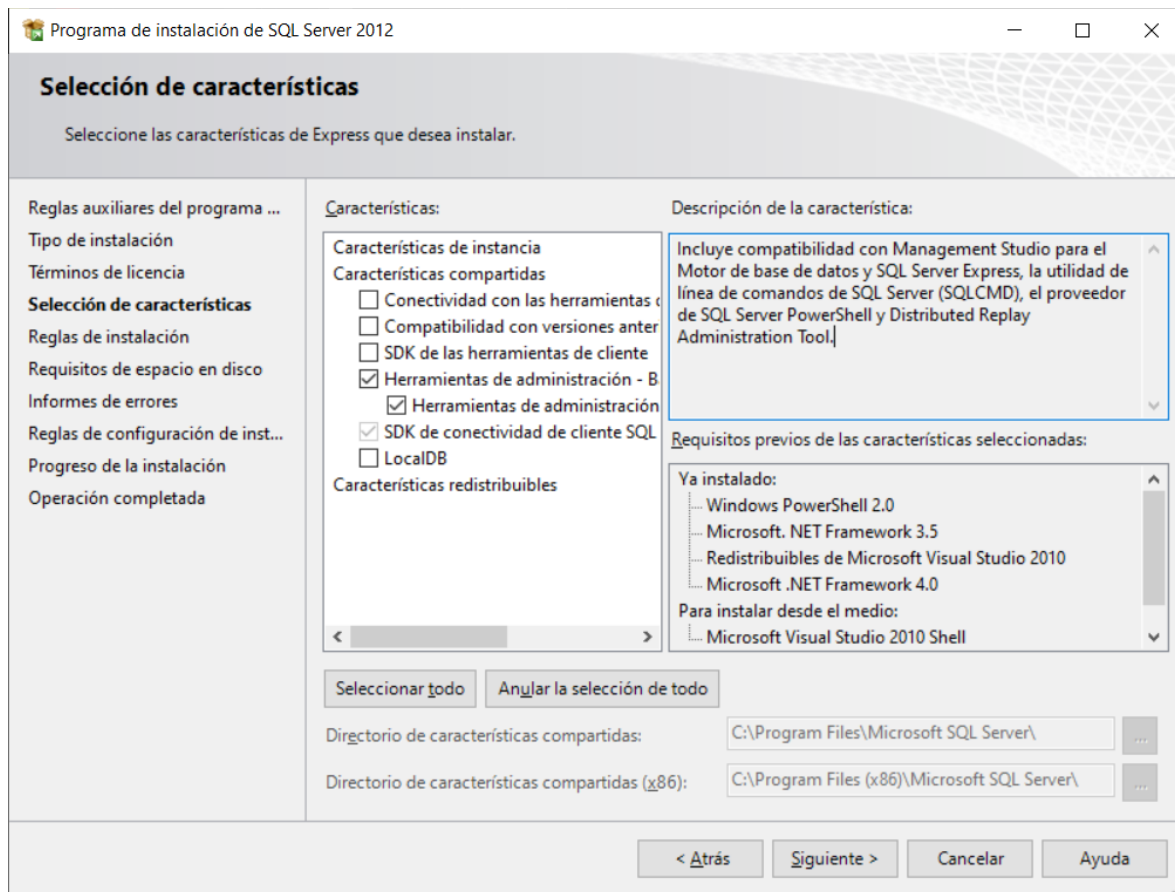 Programa de instalación de SQL Server 2012
Selección de características
Seleccione las características de Express que desea instalar.
Reglas auxiliares del programa ...
Tipo de instalación
Términos de licencia
Selección de características
Reglas de instalación
Requisitos de espacio en disco
Informes de errores
Reglas de configuración de inst...
Progreso de la instalación
Operación completada
Características:
Características de instancia
Características compartidas
Conectividad con las herramientas
Compatibilidad con versiones anter
SDK de las herramientas de cliente
Herramientas de administración - B
Herramientas de administración
SDK de conectividad de cliente SQL
LocalDB
Características redistribuibles
Descripción de la característica:
Incluye compatibilidad con Management Studio para el
Motor de base de datos y SQL Server Express, la utilidad de
línea de comandos de SQL Server (SQLCMD), el proveedor
de SQL Server PowerShell y Distributed Replay
Administration Tool.
Requisitos previos de las características seleccionadas:
Ya instalado:
Windows PowerShell 2.0
Microsoft. NET Framework 3.5
Redistribuibles de Microsoft Visual Studio 2010
Microsoft .NET Framework 4.0
Para instalar desde el medio:
Microsoft Visual Studio 2010 Shell
Seleccionar todo
Anular la selección de todo
Directorio de características compartidas:
C:\Program Files\Microsoft SQL Server\
...
Directorio de características compartidas (x86):
C:\Program Files (x86)\Microsoft SQL Server\
...
< Atrás
Siguiente >
Cancelar
Ayuda